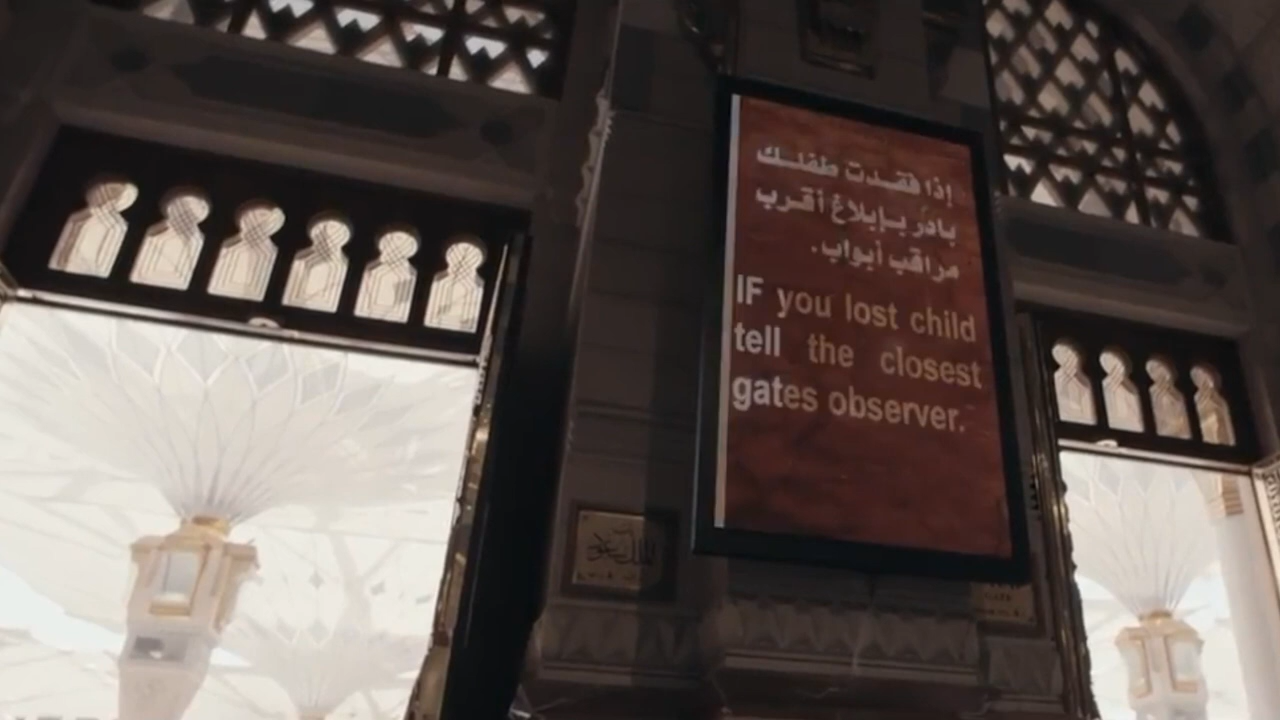 إذا فقدت طفلك
بادر بإبلاغ أقرب
مراقب أبواب.
IF you lost child
tell the closest
gates observer.